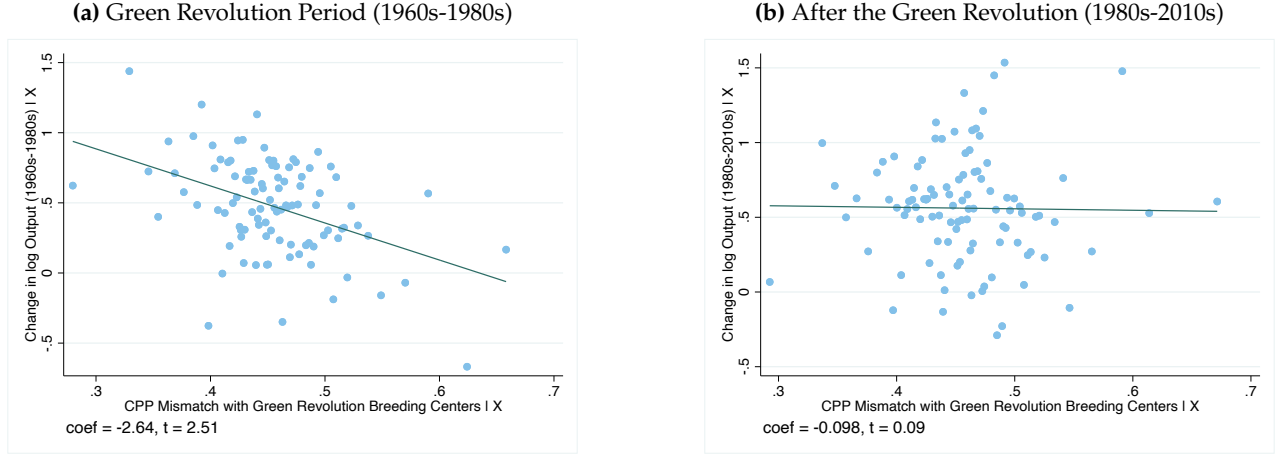 (a) Green Revolution Period (1960s-1980s)
Change in log Output (1960s-1980s) | X
1.5
1
.5
0
-.5
.3 .4 .5 .6 .7
CPP Mismatch with Green Revolution Breeding Centers | X
coef = -2.64, t = 2.51
(b) After the Green Revolution (1980s-2010s)
Change in log Output (1980s-2010s) | X
1.5
1
.5
0
-.5
.3 .4 .5 .6 .7
CPP Mismatch with Green Revolution Breeding Centers | X
coef = -0.098, t = 0.09